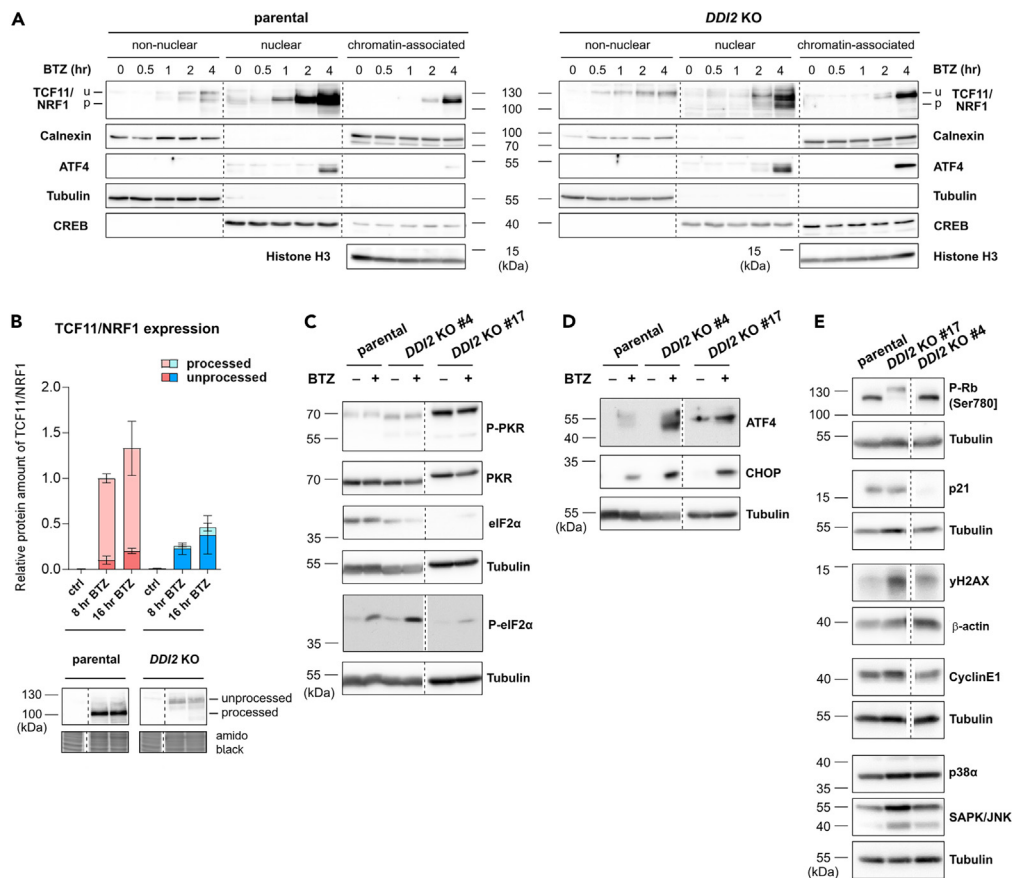 A
parental
DDI2 KO
non-nuclear nuclear chromatin-associated
non-nuclear nuclear chromatin-associated
BTZ (hr) 0 0.5 1 2 4 0 0.5 1 2 4 0 0.5 1 2 4
0 0.5 1 2 4 0 0.5 1 2 4 0 0.5 1 2 4 BTZ (hr)
TCF11/ NRF1 u p
130
100
u p TCF11/ NRF1
Calnexin
100
70
Calnexin
ATF4
55
ATF4
Tubulin
55
Tubulin
CREB
40
CREB
Histone H3
15
(kDa)
15
(kDa)
Histone H3
B
TCF11/NRF1 expression
processed
unprocessed
Relative protein amount of TCF11/NRF1
2.0
1.5
1.0
0.5
0.0
ctrl
8 hr BTZ
16 hr BTZ
ctrl
8 hr BTZ
16 hr BTZ
parental
DDI2 KO
130
100
(kDa)
unprocessed
processed
amido
black
C
parental
DDI2 KO #4
DDI2 KO #17
BTZ – + – + – +
70
55
P-PKR
70
PKR
eIF2α
35
55
Tubulin
P-eIF2α
35
55
(kDa)
Tubulin
D
parental
DDI2 KO #4
DDI2 KO #17
BTZ – + – + – +
55
40
ATF4
35
CHOP
55
(kDa)
Tubulin
E
parental
DDI2 KO #17
DDI2 KO #4
130
100
P-Rb
(Ser780]
55
Tubulin
15
p21
55
Tubulin
15
yH2AX
40
β-actin
40
CyclinE1
55
Tubulin
40
35
p38α
55
40
SAPK/JNK
55
(kDa)
Tubulin